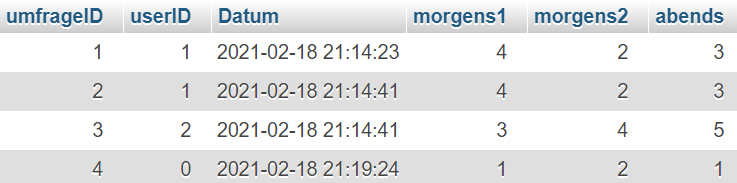 umfrageID userID Datum morgens1 morgens2 abends
1 1 2021-02-18 21:14:23 4 2 3
2 1 2021-02-18 21:14:41 4 2 3
3 2 2021-02-18 21:14:41 3 4 5
4 0 2021-02-18 21:19:24 1 2 1